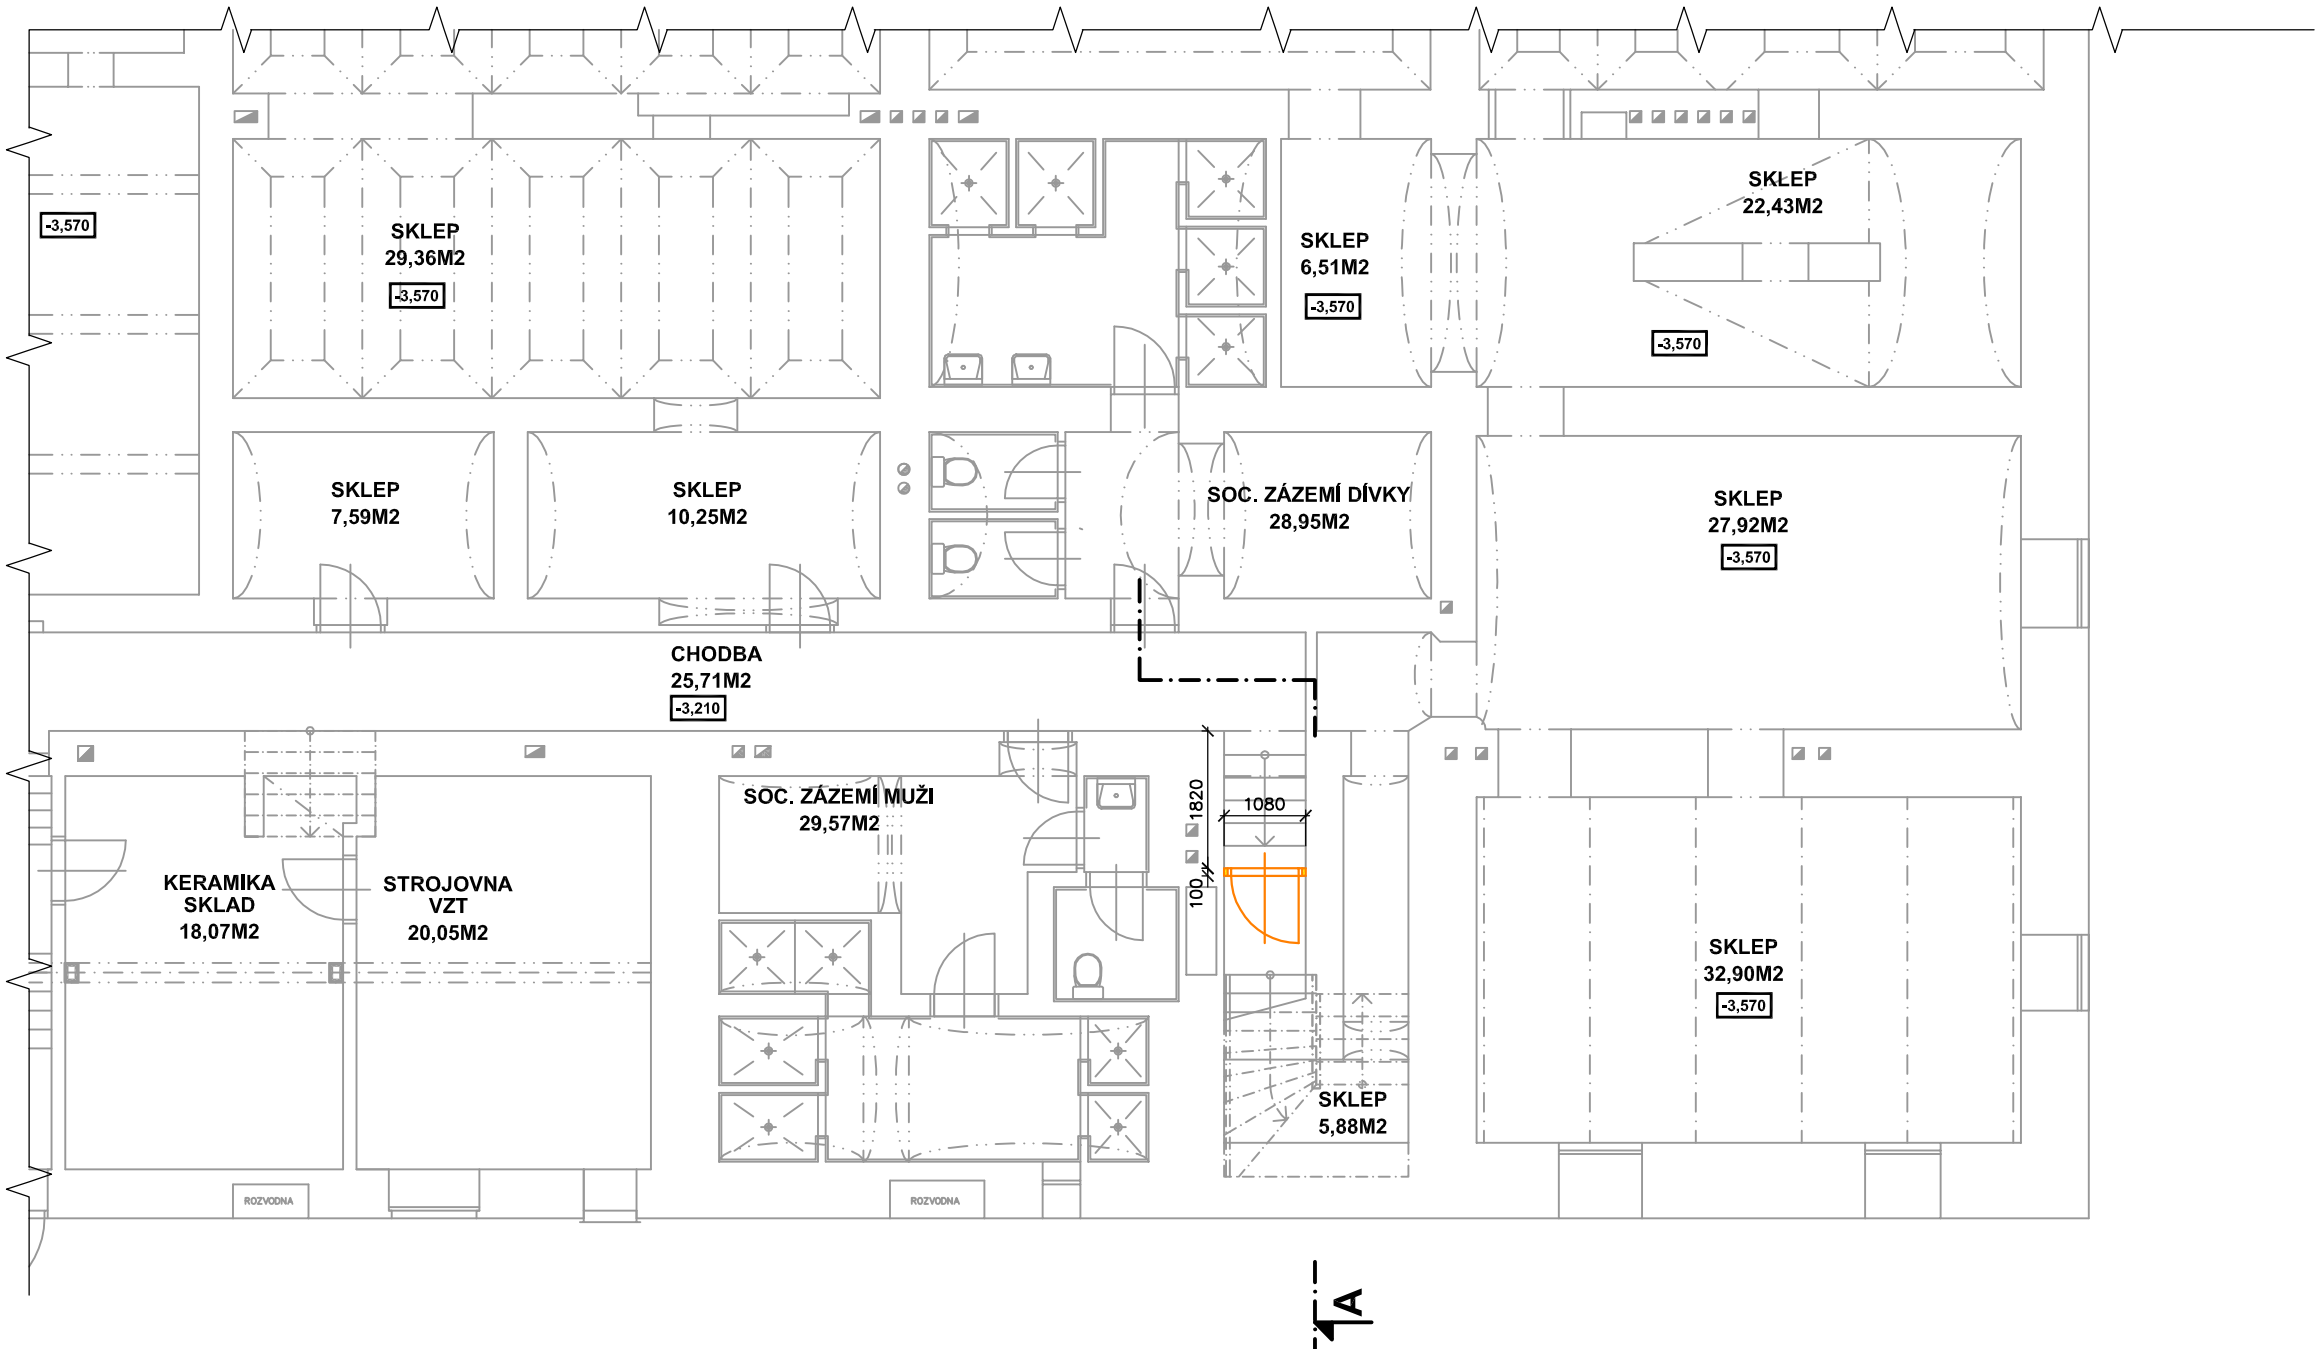 SKLEP
22,43M2
-3,570
SKLEP
29,36M2
-3,570
SKLEP
6,51M2
-3,570
-3,570
SKLEP
7,59M2
SKLEP
10,25M2
SOC. ZÁZEMÍ DÍVKY
28,95M2
SKLEP
27,92M2
-3,570
CHODBA
25,71M2
-3,210
SOC. ZÁZEMÍ MUŽI
29,57M2
1820
1080
100
KERAMIKA
SKLAD
18,07M2
STROJOVNA
VZT
20,05M2
SKLEP
32,90M2
-3,570
SKLEP
5,88M2
ROZVODNA
ROZVODNA
A